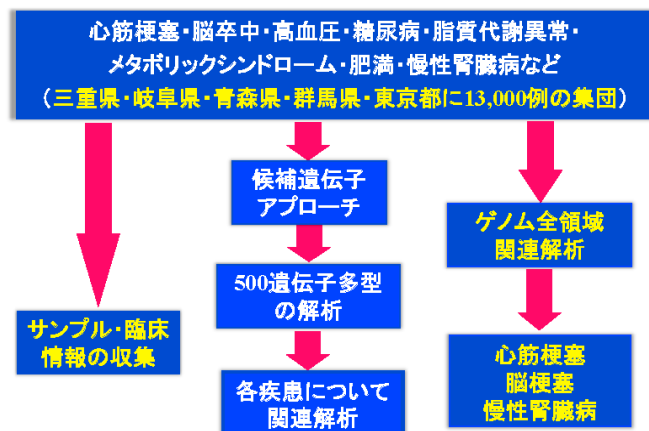 心筋梗塞・脳卒中・高血圧・糖尿病・脂質代謝異常・
メタボリックシンドローム・肥満・慢性腎臓病など
（三重県・岐阜県・青森県・群馬県・東京都に13,000例の集団）
候補遺伝子
アプローチ
500遺伝子多型
の解析
各疾患について
関連解析
サンプル・臨床
情報の収集
ゲノム全領域
関連解析
心筋梗塞
脳梗塞
慢性腎臓病